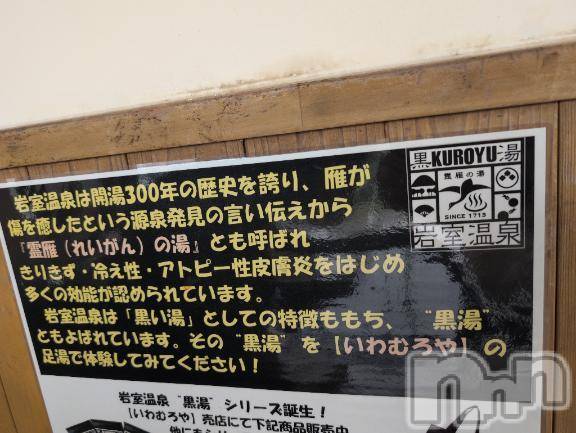 黒KUROYU湯
霊雁の湯
SINCE 1713
岩室温泉
岩室温泉は開湯300年の歴史を誇り、雁が
傷を癒したという源泉発見の言い伝えから
『霊雁（れいがん）の湯』とも呼ばれ
きりきず・冷え性・アトピー性皮膚炎をはじめ
多くの効能が認められています。
岩室温泉は「黒い湯」としての特徴ももち、“黒湯”
ともよばれています。その“黒湯”を【いわむろや】の
足湯で体験してみてください！
岩室温泉“黒湯”シリーズ誕生！
【いわむろや】売店にて下記商品販売中